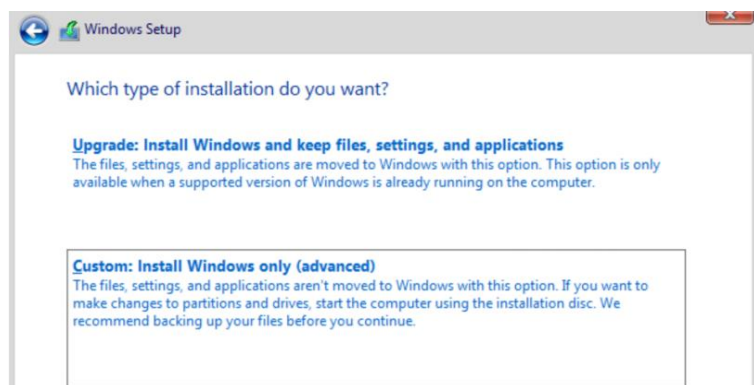 Windows Setup
Which type of installation do you want?
Upgrade: Install Windows and keep files, settings, and applications
The files, settings, and applications are moved to Windows with this option. This option is only
available when a supported version of Windows is already running on the computer.
Custom: Install Windows only (advanced)
The files, settings, and applications aren't moved to Windows with this option. If you want to
make changes to partitions and drives, start the computer using the installation disc. We
recommend backing up your files before you continue.